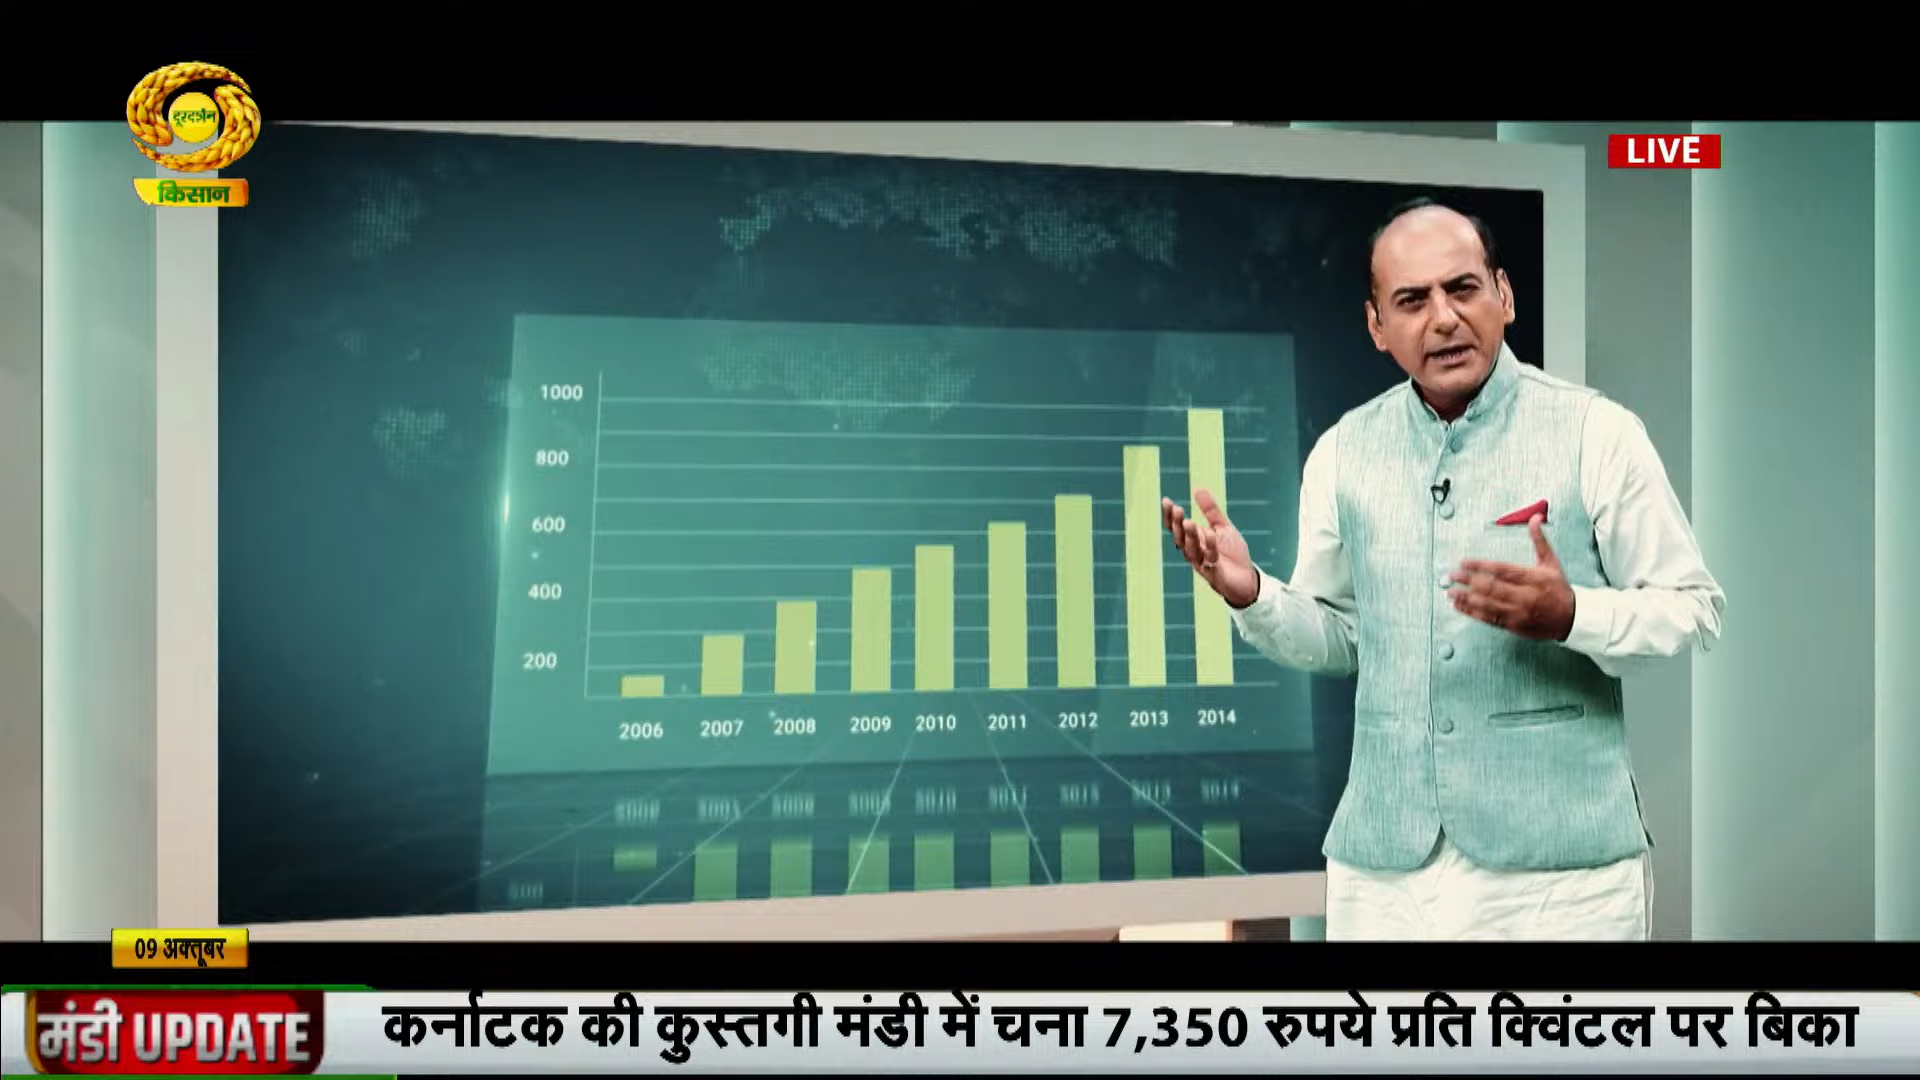 दूरदर्शन
किसान
LIVE
1000
800
600
400
200
2006 2007 2008 2009 2010 2011 2012 2013 2014
09 अक्तूबर
मंडी UPDATE
कर्नाटक की कुस्तगी मंडी में चना 7,350 रुपये प्रति क्विंटल पर बिका